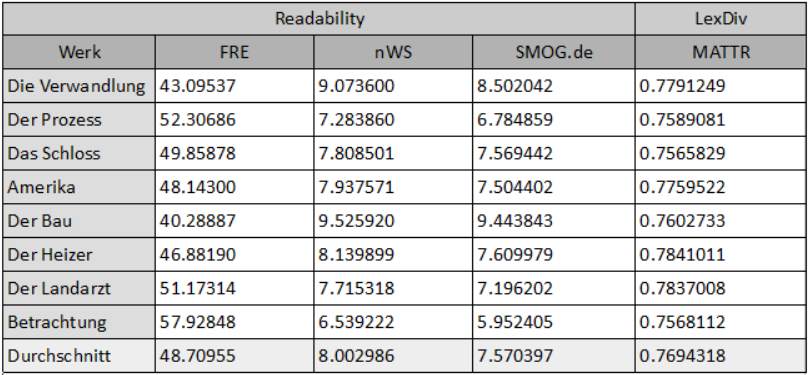 Readability LexDiv
Werk FRE nWS SMOG.de MATTR
Die Verwandlung 43.09537 9.073600 8.502042 0.7791249
Der Prozess 52.30686 7.283860 6.784859 0.7589081
Das Schloss 49.85878 7.808501 7.569442 0.7565829
Amerika 48.14300 7.937571 7.504402 0.7759522
Der Bau 40.28887 9.525920 9.443843 0.7602733
Der Heizer 46.88190 8.139899 7.609979 0.7841011
Der Landarzt 51.17314 7.715318 7.196202 0.7837008
Betrachtung 57.92848 6.539222 5.952405 0.7568112
Durchschnitt 48.70955 8.002986 7.570397 0.7694318